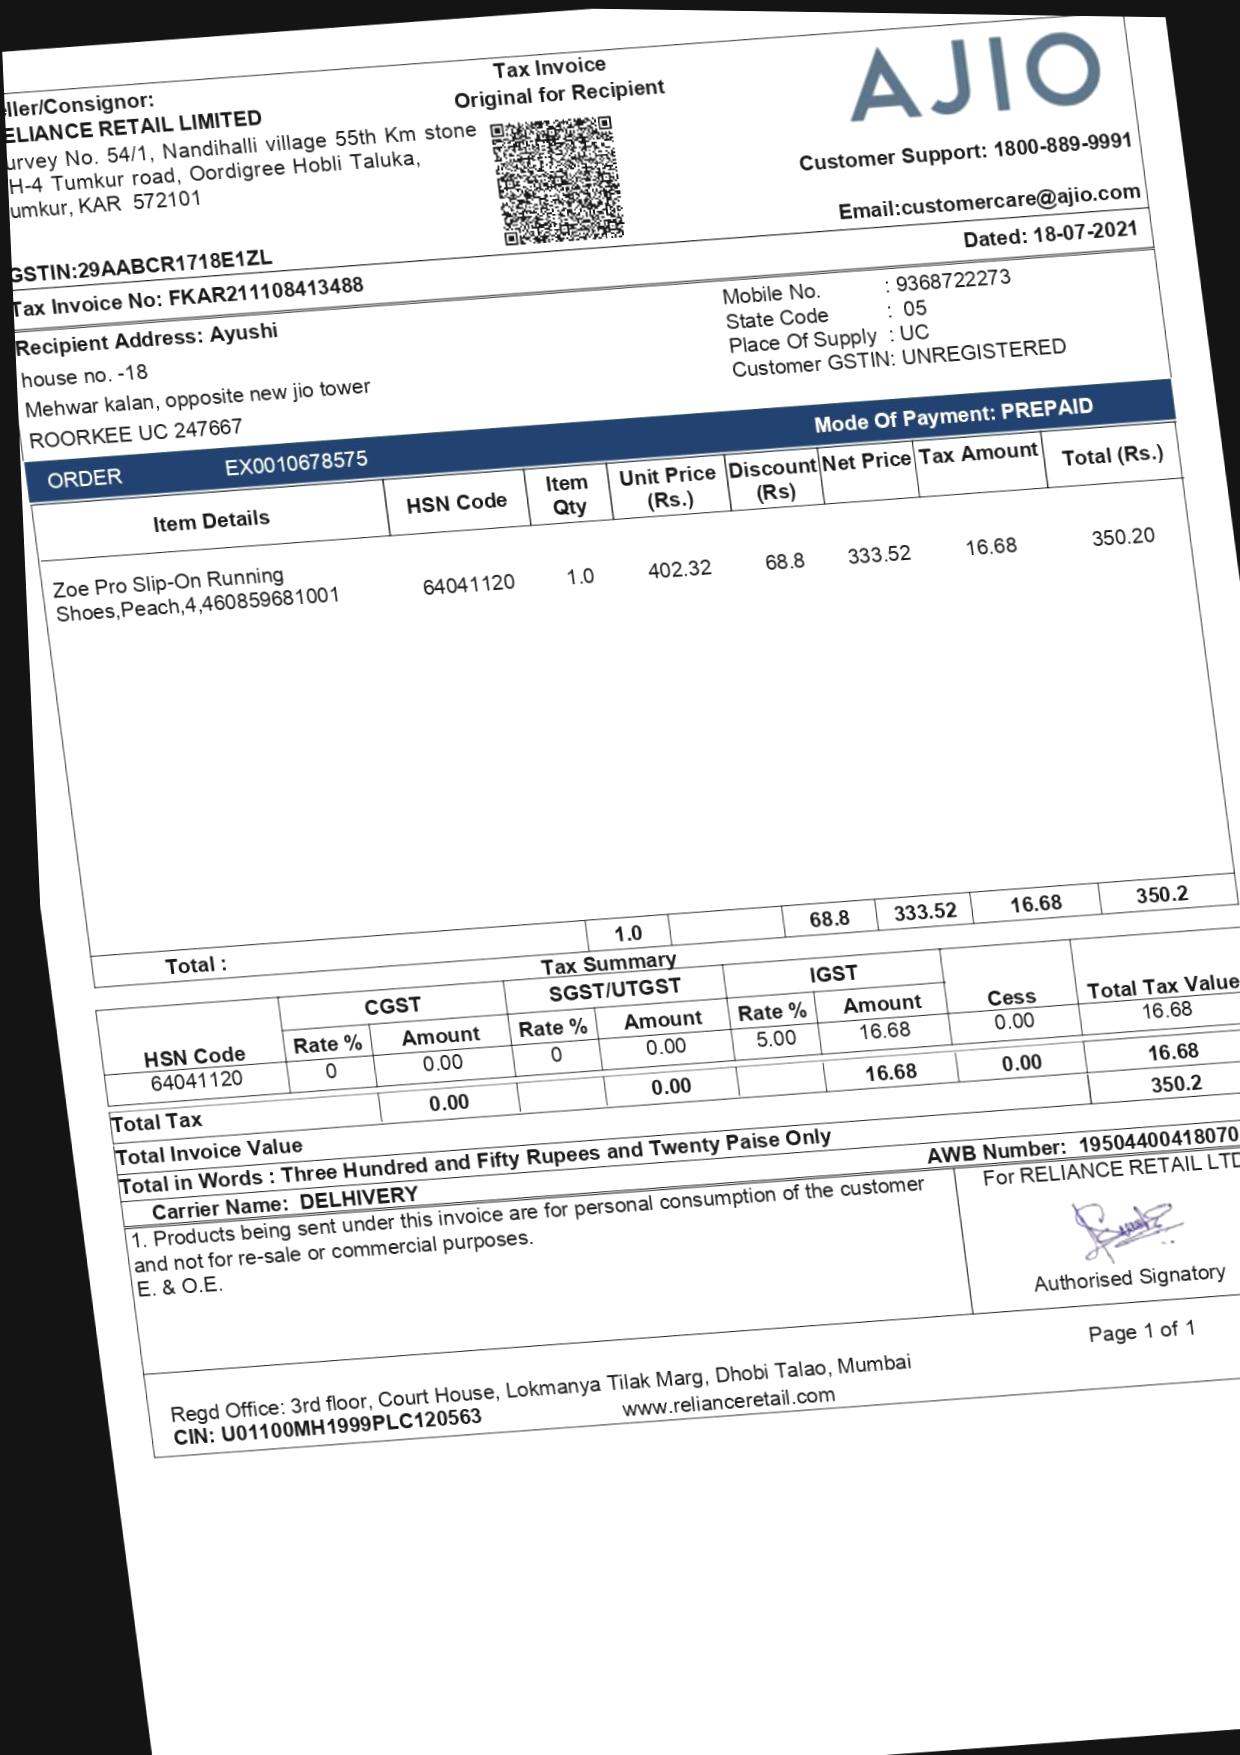 Tax Invoice
Original for Recipient
AJIO
ller/Consignor:
ELIANCE RETAIL LIMITED
urvey No. 54/1, Nandihalli village 55th Km stone
H-4 Tumkur road, Oordigree Hobli Taluka,
umkur, KAR 572101
Customer Support: 1800-889-9991
Email:customercare@ajio.com
GSTIN:29AABCR1718E1ZL
Dated: 18-07-2021
Tax Invoice No: FKAR211108413488
Recipient Address: Ayushi
house no. -18
Mehwar kalan, opposite new jio tower
ROORKEE UC 247667
Mobile No. : 9368722273
State Code : 05
Place Of Supply : UC
Customer GSTIN: UNREGISTERED
ORDER EX0010678575 Mode Of Payment: PREPAID
Item Details HSN Code Item Qty Unit Price (Rs.) Discount (Rs) Net Price Tax Amount Total (Rs.)
Zoe Pro Slip-On Running
Shoes,Peach,4,460859681001 64041120 1.0 402.32 68.8 333.52 16.68 350.20
Total : 1.0 68.8 333.52 16.68 350.2
Tax Summary
CGST SGST/UTGST IGST
HSN Code Rate % Amount Rate % Amount Rate % Amount Cess Total Tax Value
64041120 0 0.00 0 0.00 5.00 16.68 0.00 16.68
Total Tax 0.00 0.00 16.68 0.00 16.68
Total Invoice Value 350.2
Total in Words : Three Hundred and Fifty Rupees and Twenty Paise Only
Carrier Name: DELHIVERY AWB Number: 19504400418070
1. Products being sent under this invoice are for personal consumption of the customer
and not for re-sale or commercial purposes.
E. & O.E.
For RELIANCE RETAIL LTD
Authorised Signatory
Page 1 of 1
Regd Office: 3rd floor, Court House, Lokmanya Tilak Marg, Dhobi Talao, Mumbai
CIN: U01100MH1999PLC120563 www.relianceretail.com